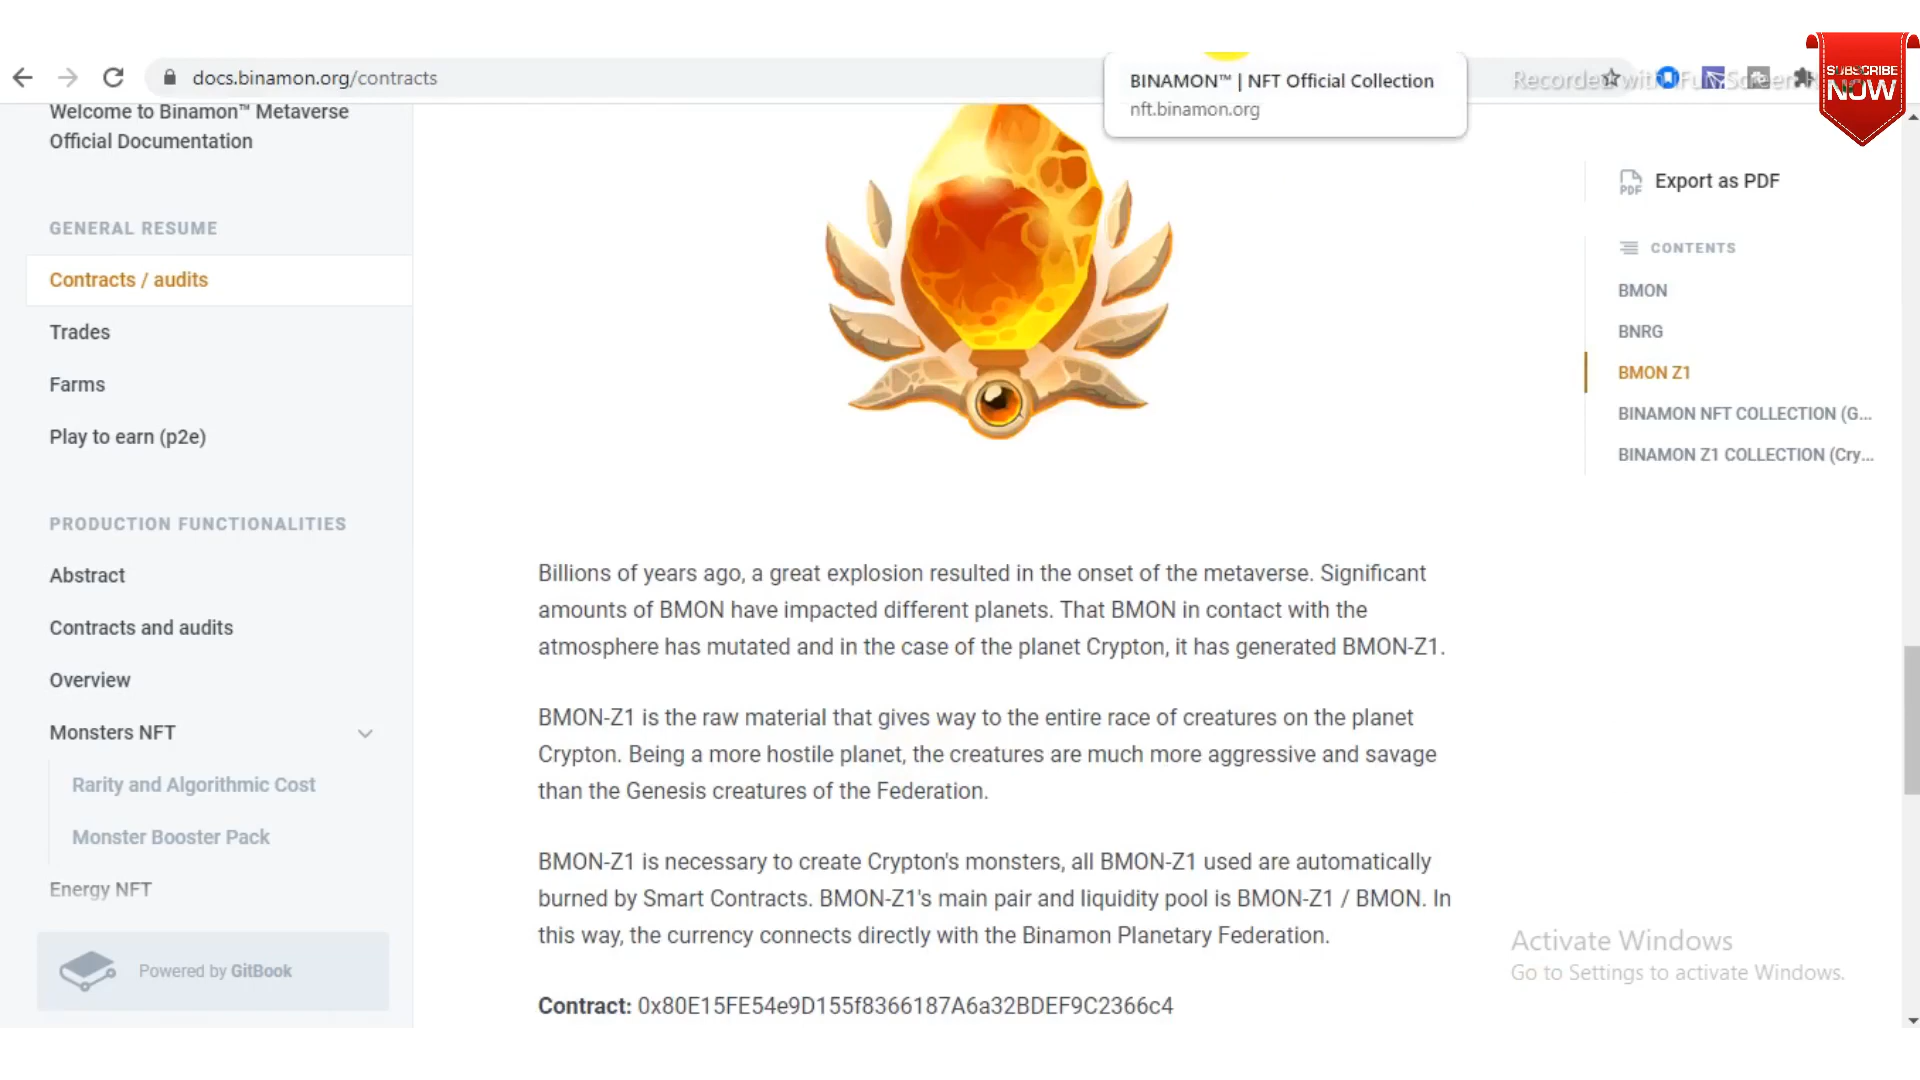 docs.binamon.org/contracts
BINAMON™ | NFT Official Collection
nft.binamon.org
SUBSCRIBE
NOW
Welcome to Binamon™ Metaverse
Official Documentation
GENERAL RESUME
Contracts / audits
Trades
Farms
Play to earn (p2e)
PRODUCTION FUNCTIONALITIES
Abstract
Contracts and audits
Overview
Monsters NFT
Rarity and Algorithmic Cost
Monster Booster Pack
Energy NFT
Powered by GitBook
Billions of years ago, a great explosion resulted in the onset of the metaverse. Significant
amounts of BMON have impacted different planets. That BMON in contact with the
atmosphere has mutated and in the case of the planet Crypton, it has generated BMON-Z1.
BMON-Z1 is the raw material that gives way to the entire race of creatures on the planet
Crypton. Being a more hostile planet, the creatures are much more aggressive and savage
than the Genesis creatures of the Federation.
BMON-Z1 is necessary to create Crypton's monsters, all BMON-Z1 used are automatically
burned by Smart Contracts. BMON-Z1's main pair and liquidity pool is BMON-Z1 / BMON. In
this way, the currency connects directly with the Binamon Planetary Federation.
Contract: 0x80E15FE54e9D155f8366187A6a32BDEF9C2366c4
PDF
Export as PDF
CONTENTS
BMON
BNRG
BMON Z1
BINAMON NFT COLLECTION (G...
BINAMON Z1 COLLECTION (Cry...
Activate Windows
Go to Settings to activate Windows.